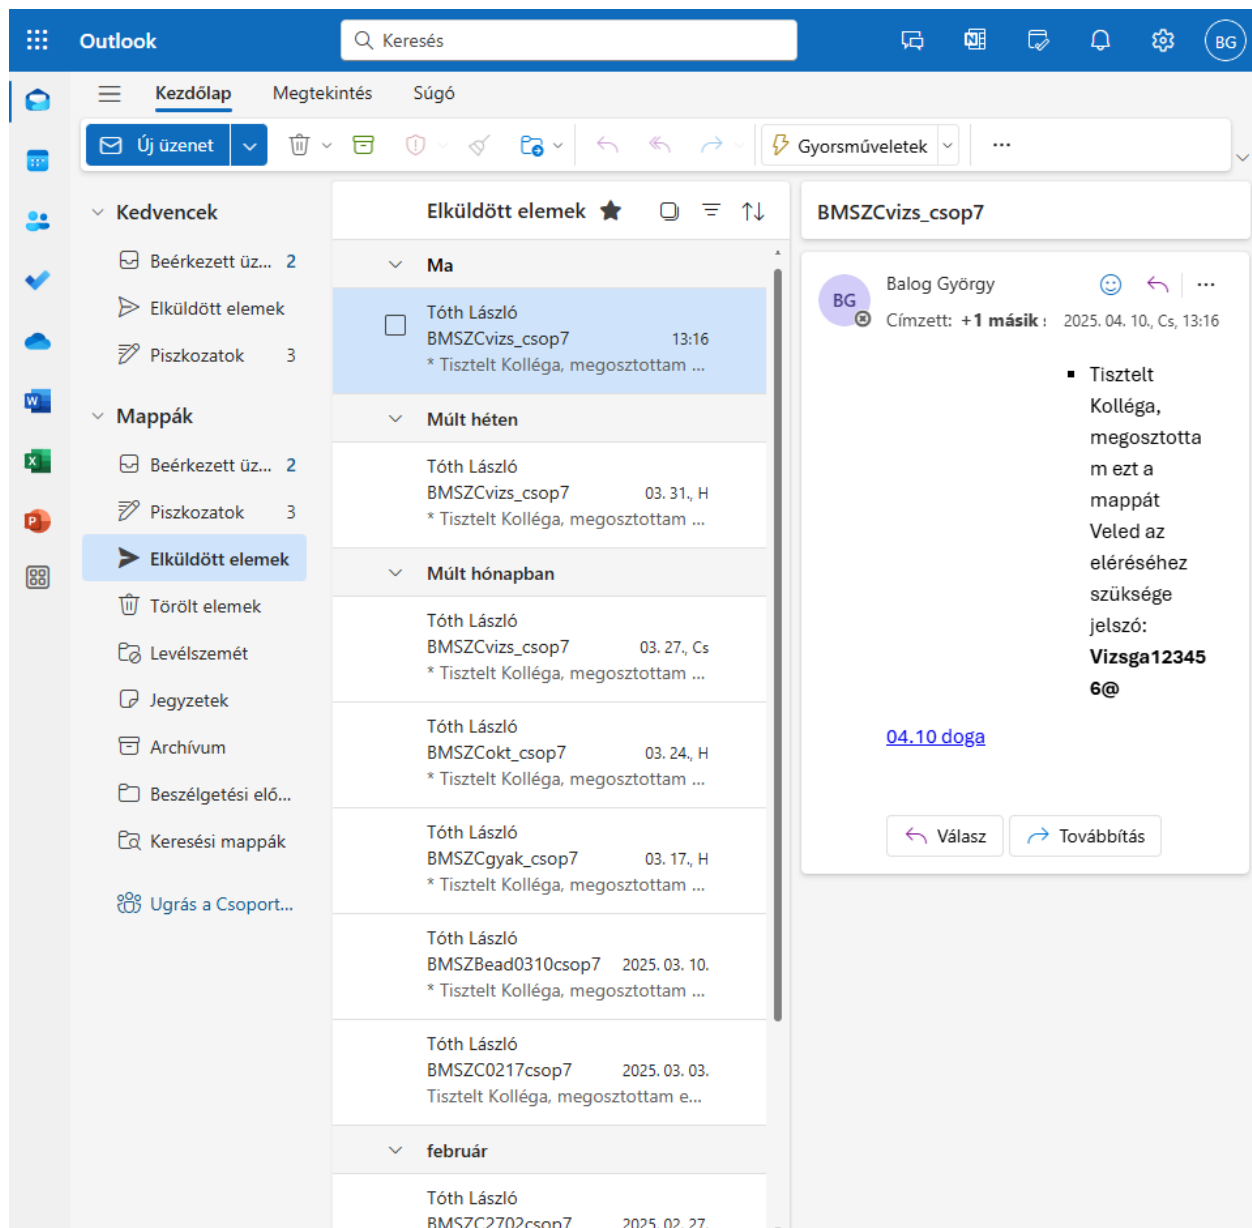 Outlook
Keresés
BG
Kezdőlap
Megtekintés
Súgó
Új üzenet
Gyorsműveletek
Kedvencek
Beérkezett üz... 2
Elküldött elemek
Piszkozatok 3
Mappák
Beérkezett üz... 2
Piszkozatok 3
Elküldött elemek
Törölt elemek
Levélszemét
Jegyzetek
Archívum
Beszélgetési elő...
Keresési mappák
Ugrás a Csoport...
Elküldött elemek
Ma
Tóth László
BMSZCvizs_csop7 13:16
* Tisztelt Kolléga, megosztottam ...
Múlt héten
Tóth László
BMSZCvizs_csop7 03. 31., H
* Tisztelt Kolléga, megosztottam ...
Múlt hónapban
Tóth László
BMSZCvizs_csop7 03. 27., Cs
* Tisztelt Kolléga, megosztottam ...
Tóth László
BMSZCokt_csop7 03. 24., H
* Tisztelt Kolléga, megosztottam ...
Tóth László
BMSZCgyak_csop7 03. 17., H
* Tisztelt Kolléga, megosztottam ...
Tóth László
BMSZBead0310csop7 2025. 03. 10.
* Tisztelt Kolléga, megosztottam ...
Tóth László
BMSZC0217csop7 2025. 03. 03.
Tisztelt Kolléga, megosztottam e...
február
Tóth László
BMSZC2702csop7 2025. 02. 27.
BMSZCvizs_csop7
BG
Balog György
Címzett: +1 másik 2025. 04. 10., Cs, 13:16
▪ Tisztelt
Kolléga,
megosztotta
m ezt a
mappát
Veled az
eléréséhez
szüksége
jelszó:
Vizsga12345
6@
04.10 doga
Válasz
Továbbítás